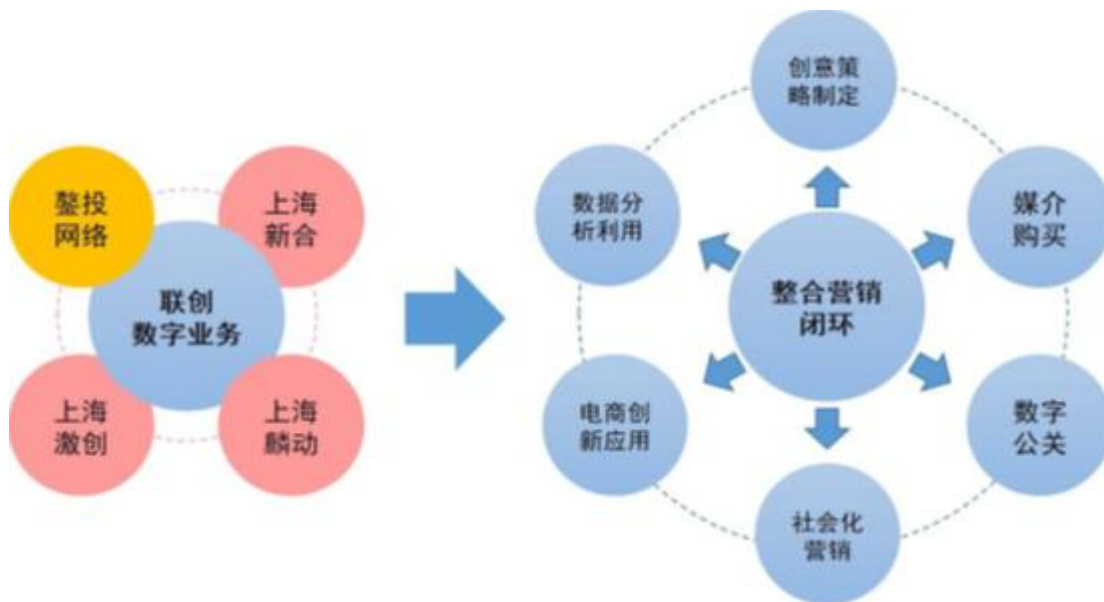 鏊投
网络
上海
新合
联创
数字业务
上海
激创
上海
麟动
创意策
略制定
数据分
析利用
媒介
购买
整合营销
闭环
电商创
新应用
数字
公关
社会化
营销